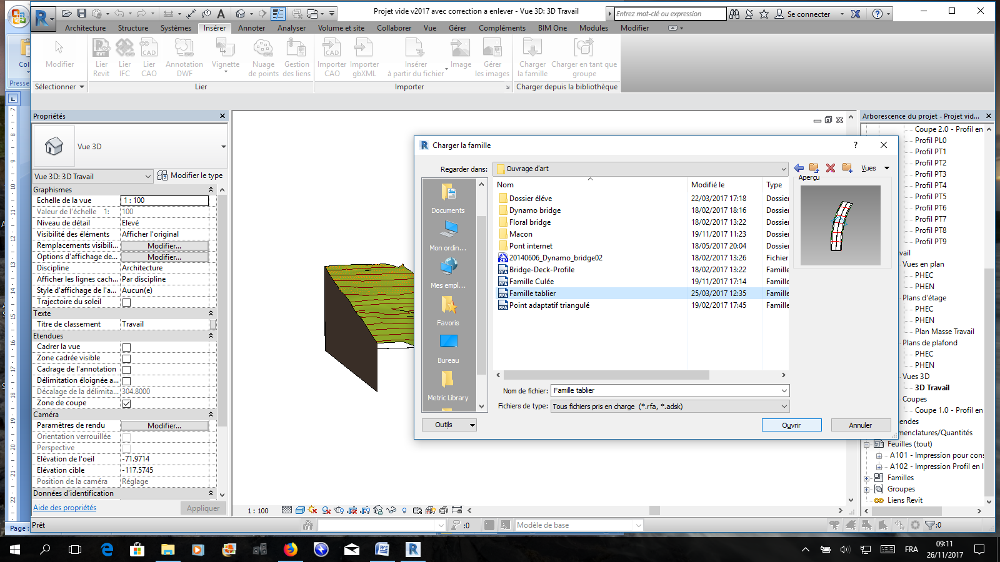 Projet vide v2017 avec correction a enlever - Vue 3D: 3D Travail
Entrez mot-clé ou expression
Se connecter
Architecture Structure Systèmes Insérer Annoter Analyser Volume et site Collaborer Vue Gérer Compléments BIM One Modules Modifier
Col
Presse
Modifier
Lier Revit
Lier IFC
Lier CAO
Annotation DWF
Vignette
Nuage de points
Gestion des liens
Importer CAO
Importer gbXML
Insérer à partir du fichier
Image
Gérer les images
Charger la famille
Charger en tant que groupe
Sélectionner
Lier
Importer
Charger depuis la bibliothèque
Propriétés
Vue 3D
Vue 3D: 3D Travail
Modifier le type
Graphismes
Echelle de la vue 1 : 100
Valeur de l'échelle 1: 100
Niveau de détail Elevé
Visibilité des éléments Afficher l'original
Remplacements visibili... Modifier...
Options d'affichage de... Modifier...
Discipline Architecture
Afficher les lignes cach... Par discipline
Style d'affichage de l'a... Aucun(e)
Trajectoire du soleil
Texte
Titre de classement Travail
Etendues
Cadrer la vue
Zone cadrée visible
Cadrage de l'annotation
Délimitation éloignée a...
Décalage de la délimita... 304.8000
Zone de coupe
Caméra
Paramètres de rendu Modifier...
Orientation verrouillée
Perspective
Elévation de l'oeil -71.9714
Elévation cible -117.5745
Position de la caméra Réglage
Données d'identification
Aide des propriétés
Appliquer
Charger la famille
Regarder dans: Ouvrage d'art
Vues
Aperçu
Documents
Mon ordin...
Mes empl...
Favoris
Bureau
Metric Library
Nom Modifié le Type
Dossier éléve 22/03/2017 17:18 Dossier
Dynamo bridge 18/02/2017 18:16 Dossier
Floral bridge 18/02/2017 13:22 Dossier
Macon 19/11/2017 11:23 Dossier
Pont internet 18/05/2017 20:04 Dossier
20140606_Dynamo_bridge02 18/02/2017 13:26 Fichier
Bridge-Deck-Profile 18/02/2017 13:22 Famille
Famille Culée 19/11/2017 17:14 Famille
Famille tablier 25/03/2017 12:35 Famille
Point adaptatif triangulé 19/02/2017 17:45 Famille
Nom de fichier: Famille tablier
Fichiers de type: Tous fichiers pris en charge (*.rfa, *.adsk)
Outils
Ouvrir
Annuler
Arborescence du projet - Projet vid...
Coupe 2.0 - Profil en
Profil PL0
Profil PT1
Profil PT2
Profil PT3
Profil PT4
Profil PT5
Profil PT6
Profil PT7
Profil PT8
Profil PT9
avail
Vues en plan
PHEC
PHEN
Plans d'étage
PHEC
PHEN
Plan Masse Travail
Plans de plafond
PHEC
PHEN
Vues 3D
3D Travail
Coupes
Coupe 1.0 - Profil en
endes
menclatures/Quantités
Feuilles (tout)
A101 - Impression pour cons
A102 - Impression Profil en l
Familles
Groupes
Liens Revit
1 : 100
Page :
Prêt
:0
Modèle de base
:0
FRA
09:11
26/11/2017